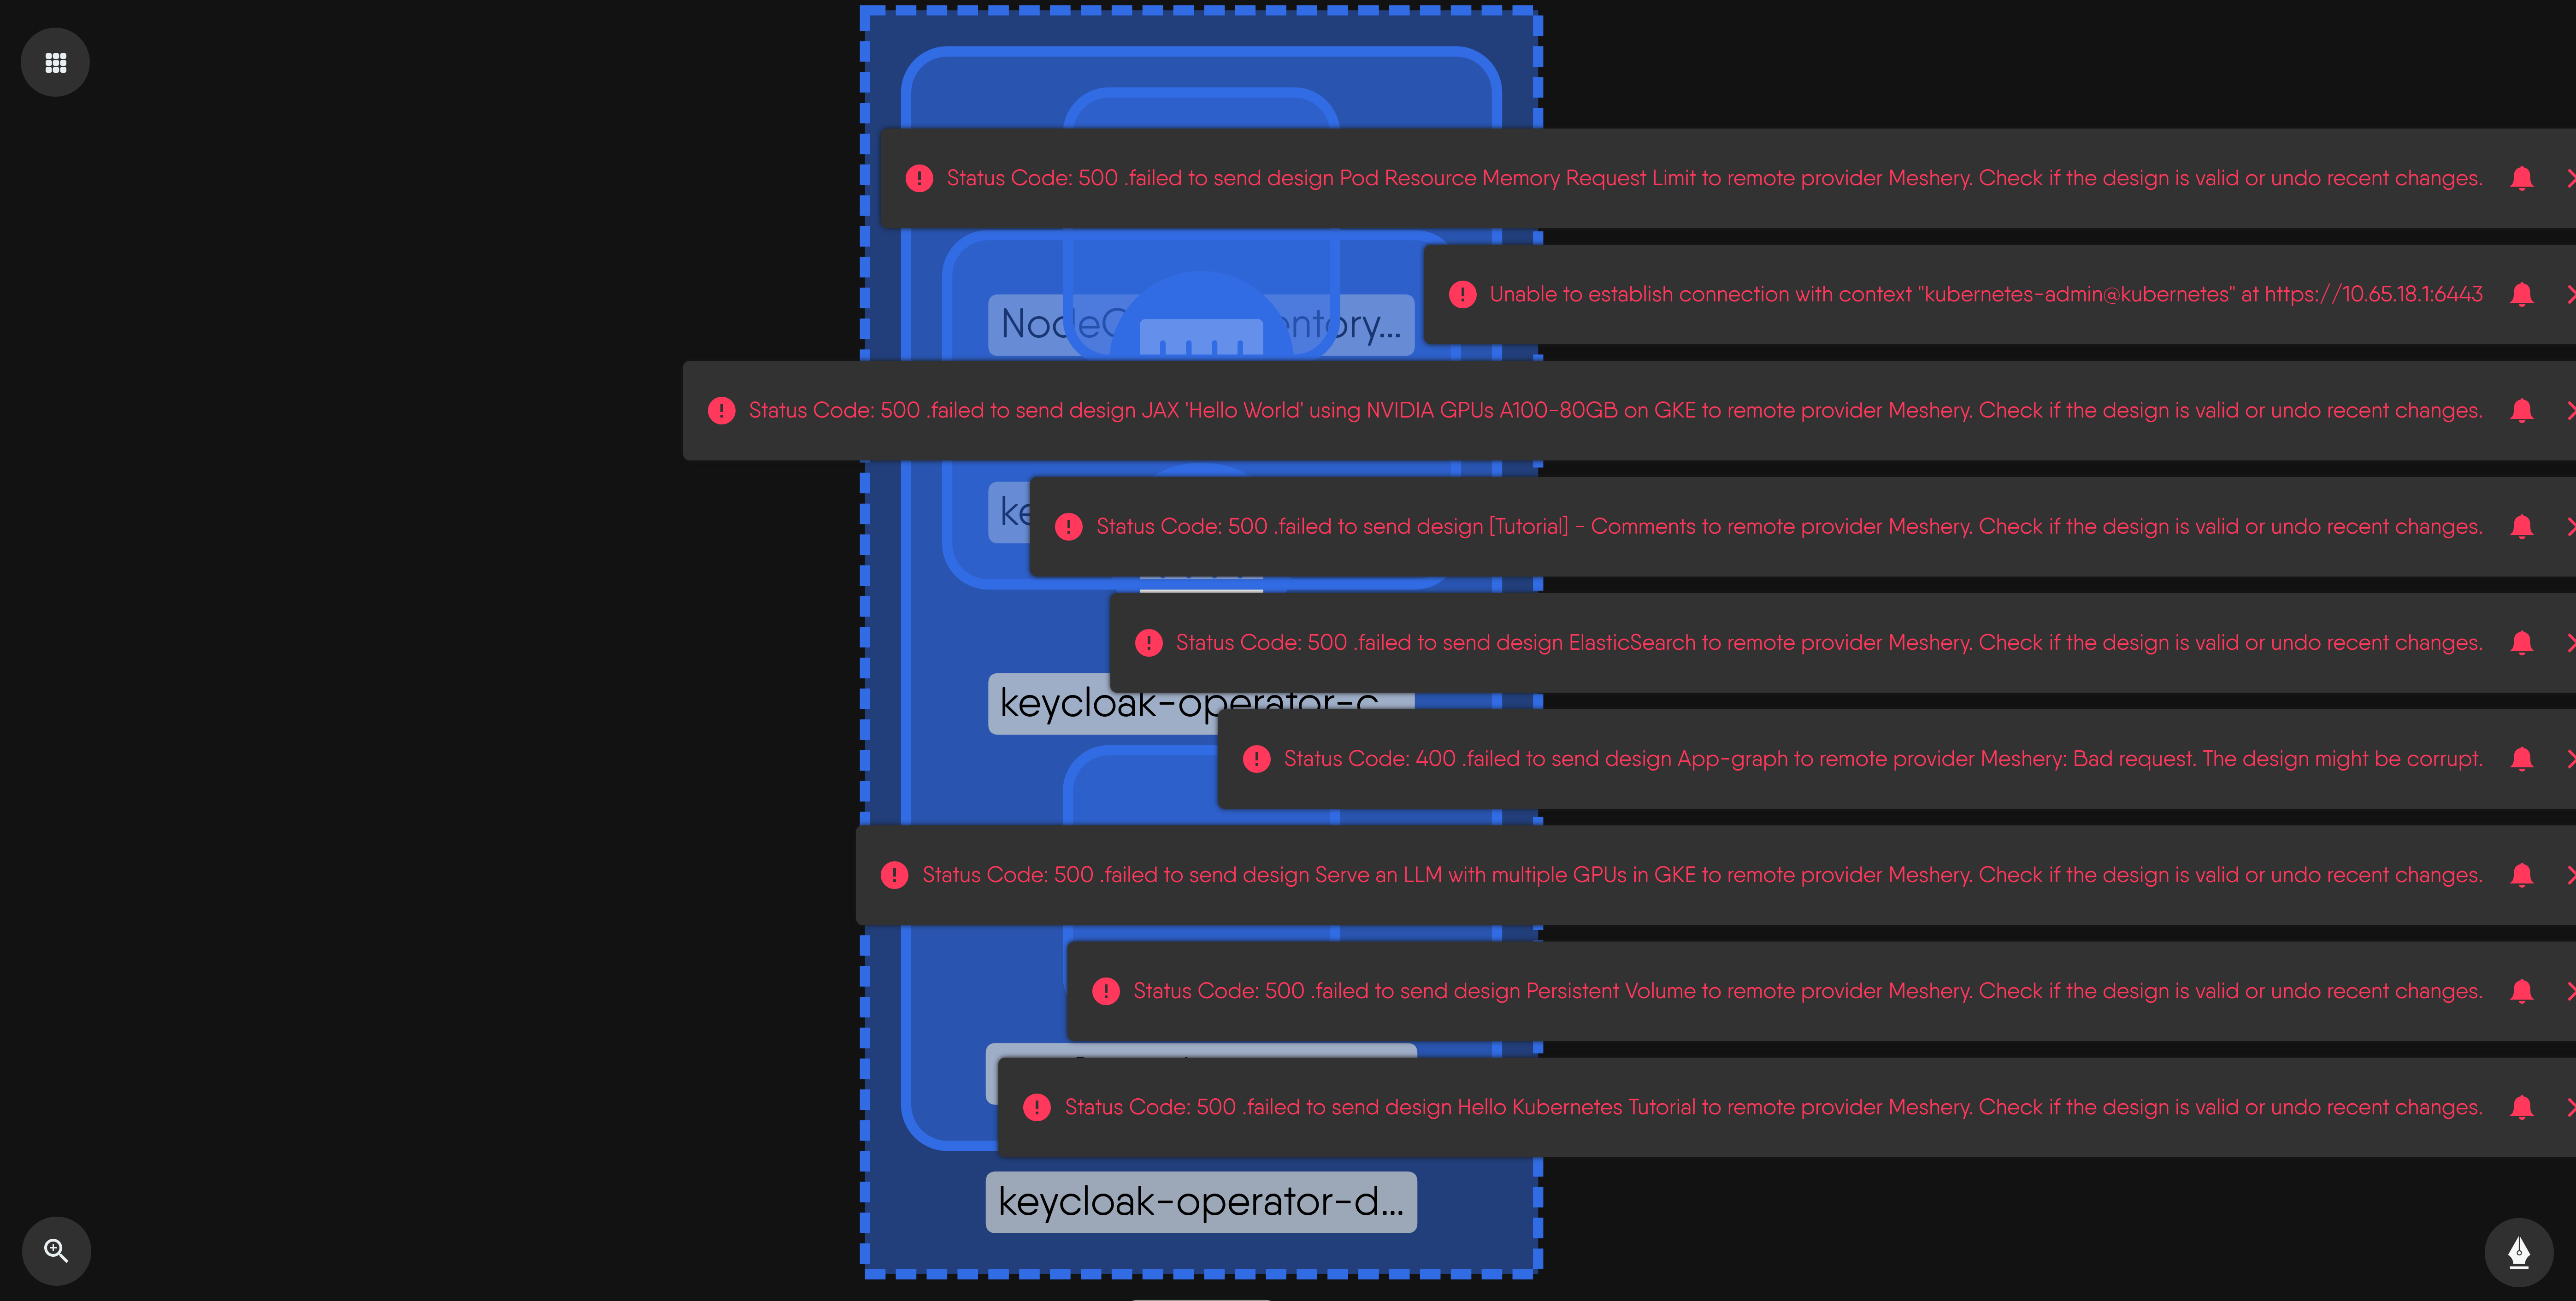 Status Code: 500 .failed to send design Pod Resource Memory Request Limit to remote provider Meshery. Check if the design is valid or undo recent changes.
Unable to establish connection with context "kubernetes-admin@kubernetes" at https://10.65.18.1:6443
Status Code: 500 .failed to send design JAX 'Hello World' using NVIDIA GPUs A100-80GB on GKE to remote provider Meshery. Check if the design is valid or undo recent changes.
Status Code: 500 .failed to send design [Tutorial] - Comments to remote provider Meshery. Check if the design is valid or undo recent changes.
Status Code: 500 .failed to send design ElasticSearch to remote provider Meshery. Check if the design is valid or undo recent changes.
keycloak-operator-c
Status Code: 400 .failed to send design App-graph to remote provider Meshery: Bad request. The design might be corrupt.
Status Code: 500 .failed to send design Serve an LLM with multiple GPUs in GKE to remote provider Meshery. Check if the design is valid or undo recent changes.
Status Code: 500 .failed to send design Persistent Volume to remote provider Meshery. Check if the design is valid or undo recent changes.
Status Code: 500 .failed to send design Hello Kubernetes Tutorial to remote provider Meshery. Check if the design is valid or undo recent changes.
keycloak-operator-d...